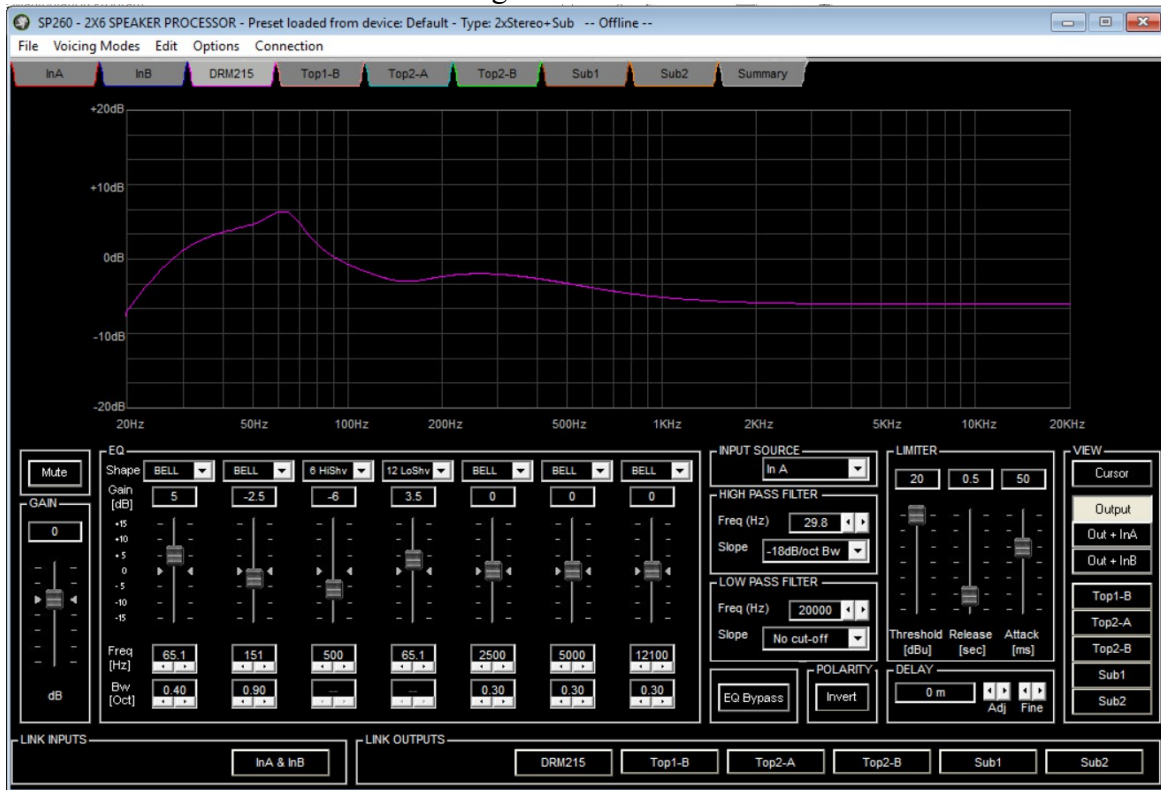 SP260 - 2X6 SPEAKER PROCESSOR - Preset loaded from device: Default - Type: 2xStereo+Sub -- Offline --
File Voicing Modes Edit Options Connection
InA InB DRM215 Top1-B Top2-A Top2-B Sub1 Sub2 Summary
+20dB
+10dB
0dB
-10dB
-20dB
20Hz 50Hz 100Hz 200Hz 500Hz 1KHz 2KHz 5KHz 10KHz 20KHz
Mute
GAIN
0
dB
EQ
Shape BELL BELL 6 HiShv 12 LoShv BELL BELL BELL
Gain [dB] 5 -2.5 -6 3.5 0 0 0
+15
+10
+5
0
-5
-10
-15
Freq [Hz] 65.1 151 500 65.1 2500 5000 12100
Bw [Oct] 0.40 0.90 -- -- 0.30 0.30 0.30
INPUT SOURCE
In A
HIGH PASS FILTER
Freq (Hz) 29.8
Slope -18dB/oct Bw
LOW PASS FILTER
Freq (Hz) 20000
Slope No cut-off
EQ Bypass
POLARITY
Invert
LIMITER
20 0.5 50
Threshold [dBu] Release [sec] Attack [ms]
DELAY
0 m
Adj Fine
VIEW
Cursor
Output
Out + InA
Out + InB
Top1-B
Top2-A
Top2-B
Sub1
Sub2
LINK INPUTS
InA & InB
LINK OUTPUTS
DRM215 Top1-B Top2-A Top2-B Sub1 Sub2